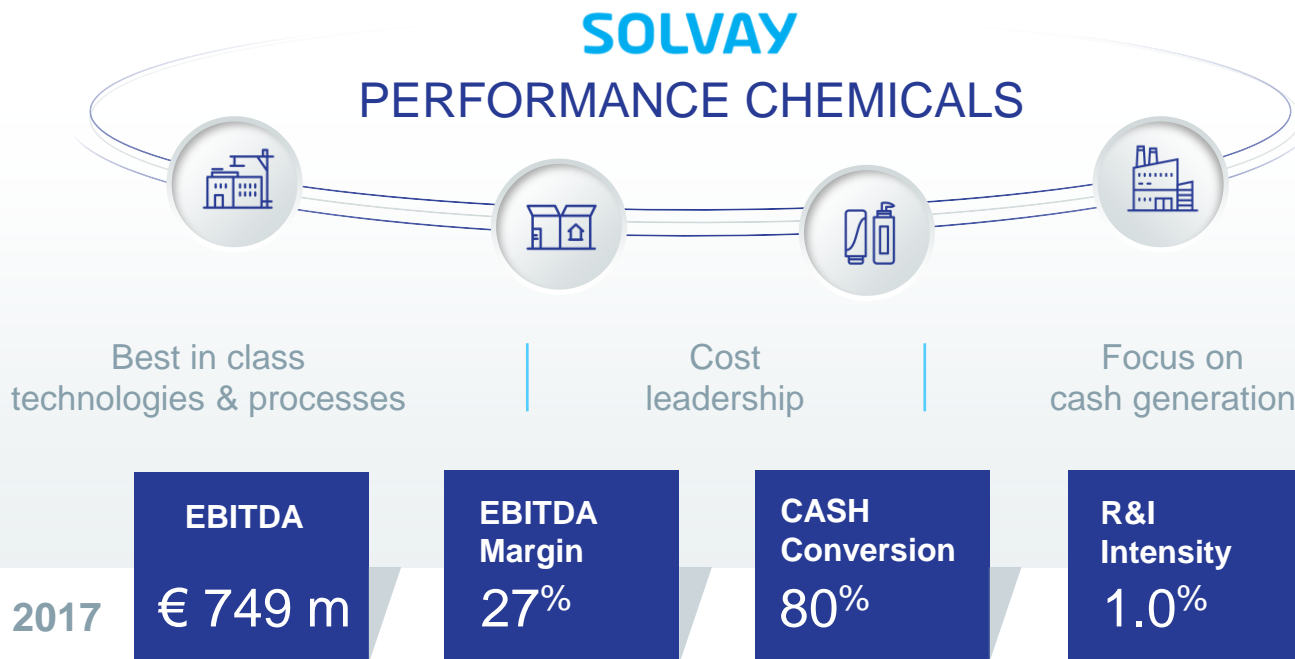 SOLVAY
PERFORMANCE CHEMICALS
Best in class
technologies & processes
Cost
leadership
Focus on
cash generation
2017
EBITDA
€ 749 m
EBITDA
Margin
27%
CASH
Conversion
80%
R&I
Intensity
1.0%